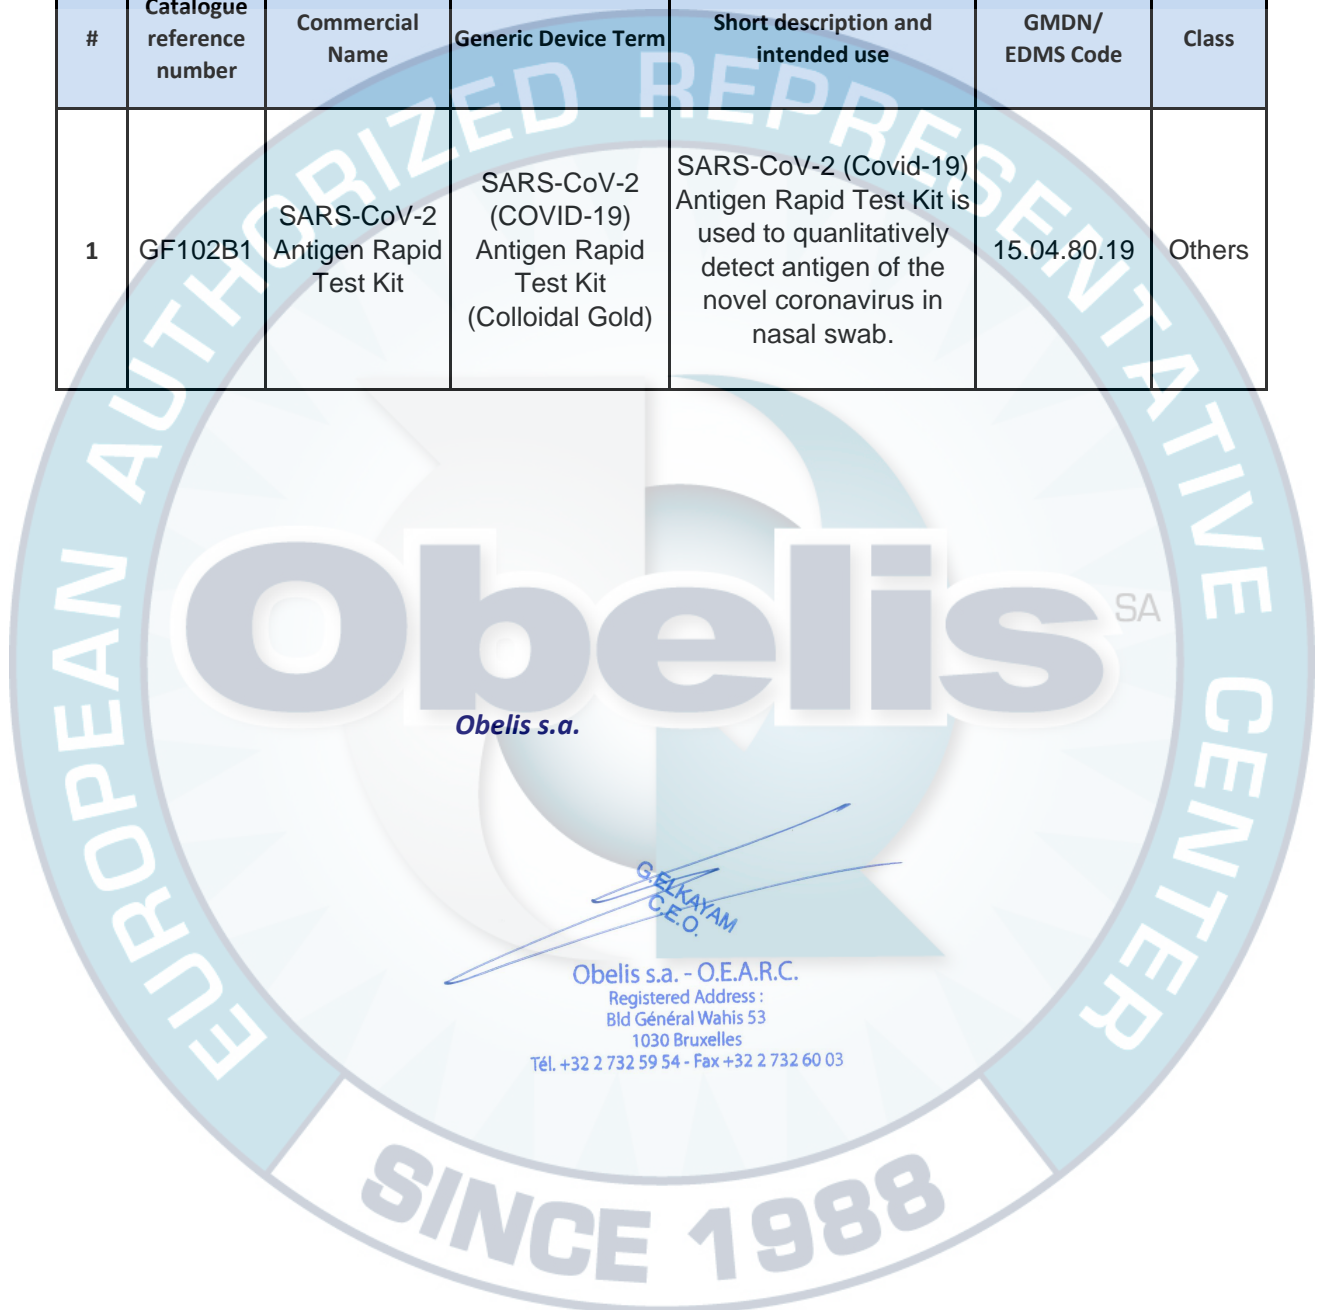 #
Catalogue
reference
number
Commercial
Name
Generic Device Term
Short description and
intended use
GMDN/
EDMS Code
Class
1
GF102B1
SARS-CoV-2
Antigen Rapid
Test Kit
SARS-CoV-2
(COVID-19)
Antigen Rapid
Test Kit
(Colloidal Gold)
SARS-CoV-2 (Covid-19)
Antigen Rapid Test Kit is
used to quanlitatively
detect antigen of the
novel coronavirus in
nasal swab.
15.04.80.19
Others
EUROPEAN AUTHORIZED REPRESENTATIVE CENTER
Obelis SA
Obelis s.a.
G.ELKAYAM
C.E.O.
Obelis s.a. - O.E.A.R.C.
Registered Address :
Bld Général Wahis 53
1030 Bruxelles
Tél. +32 2 732 59 54 - Fax +32 2 732 60 03
SINCE 1988